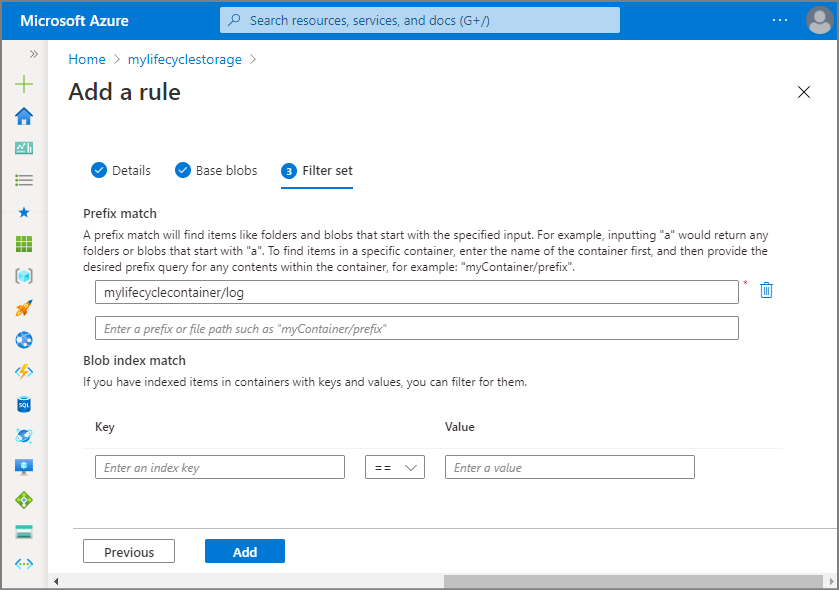 Microsoft Azure
Search resources, services, and docs (G+/)
...
Home > mylifecyclestorage >
Add a rule
Details
Base blobs
3 Filter set
Prefix match
A prefix match will find items like folders and blobs that start with the specified input. For example, inputting "a" would return any
folders or blobs that start with "a". To find items in a specific container, enter the name of the container first, and then provide the
desired prefix query for any contents within the container, for example: "myContainer/prefix".
mylifecyclecontainer/log *
Enter a prefix or file path such as "myContainer/prefix"
Blob index match
If you have indexed items in containers with keys and values, you can filter for them.
Key Value
Enter an index key == Enter a value
SQL
Previous Add